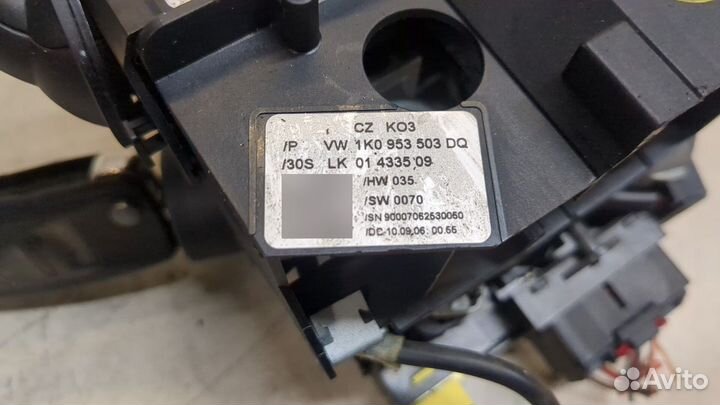 CZ KO3
/P VW 1K0 953 503 DQ
/30S LK 01 4335 09
/HW 035
/SW 0070
/SN 90007052530050
/DC-10.09.06 00.55
Avito